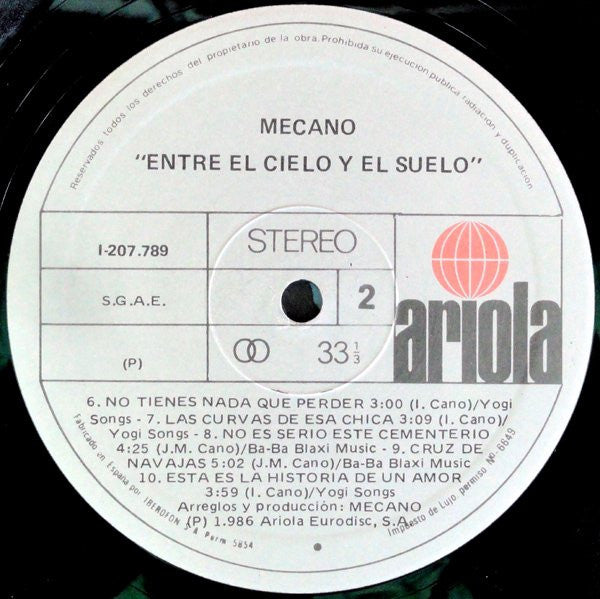 Reservados todos los derechos del propietario de la obra. Prohibida su ejecución pública radiación y duplicación
MECANO
"ENTRE EL CIELO Y EL SUELO"
I-207.789
STEREO
S.G.A.E.
2
ariola
(P)
33 1/3
6. NO TIENES NADA QUE PERDER 3:00 (I. Cano)/Yogi
Songs - 7. LAS CURVAS DE ESA CHICA 3:09 (I. Cano)/
Yogi Songs - 8. NO ES SERIO ESTE CEMENTERIO
4:25 (J.M. Cano)/Ba-Ba Blaxi Music - 9. CRUZ DE
NAVAJAS 5:02 (J.M. Cano)/Ba-Ba Blaxi Music
10. ESTA ES LA HISTORIA DE UN AMOR
3:59 (I. Cano)/Yogi Songs
Arreglos y producción: MECANO
(P) 1.986 Ariola Eurodisc, S.A.
Fabricado en España por IBEROFON S A Perm 5854
Impuesto de Lujo, permiso Nº 6649